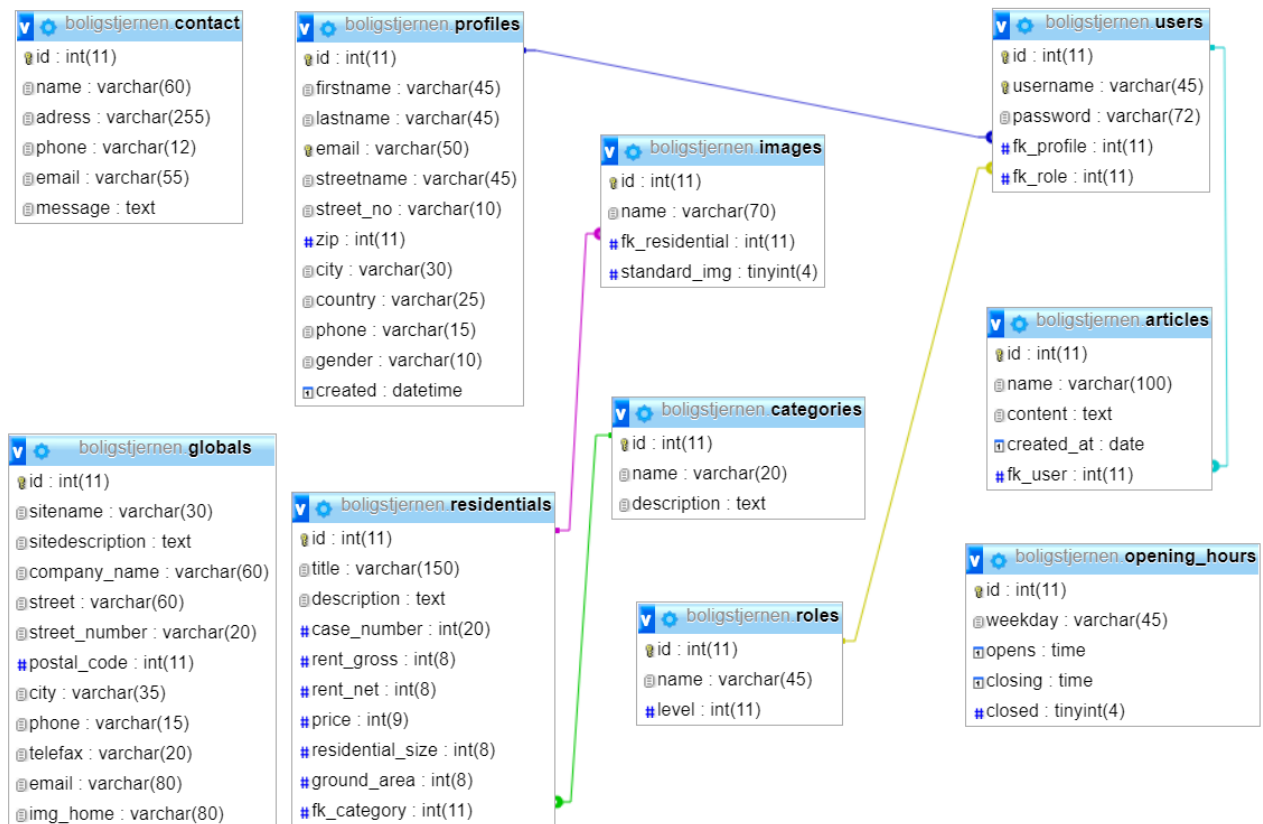 boligstjernen.contact
id : int(11)
name : varchar(60)
adress : varchar(255)
phone : varchar(12)
email : varchar(55)
message : text
boligstjernen.profiles
id : int(11)
firstname : varchar(45)
lastname : varchar(45)
email : varchar(50)
streetname : varchar(45)
street_no : varchar(10)
zip : int(11)
city : varchar(30)
country : varchar(25)
phone : varchar(15)
gender : varchar(10)
created : datetime
boligstjernen.users
id : int(11)
username : varchar(45)
password : varchar(72)
fk_profile : int(11)
fk_role : int(11)
boligstjernen.images
id : int(11)
name : varchar(70)
fk_residential : int(11)
standard_img : tinyint(4)
boligstjernen.articles
id : int(11)
name : varchar(100)
content : text
created_at : date
fk_user : int(11)
boligstjernen.categories
id : int(11)
name : varchar(20)
description : text
boligstjernen.globals
id : int(11)
sitename : varchar(30)
sitedescription : text
company_name : varchar(60)
street : varchar(60)
street_number : varchar(20)
postal_code : int(11)
city : varchar(35)
phone : varchar(15)
telefax : varchar(20)
email : varchar(80)
img_home : varchar(80)
boligstjernen.residentials
id : int(11)
title : varchar(150)
description : text
case_number : int(20)
rent_gross : int(8)
rent_net : int(8)
price : int(9)
residential_size : int(8)
ground_area : int(8)
fk_category : int(11)
boligstjernen.roles
id : int(11)
name : varchar(45)
level : int(11)
boligstjernen.opening_hours
id : int(11)
weekday : varchar(45)
opens : time
closing : time
closed : tinyint(4)